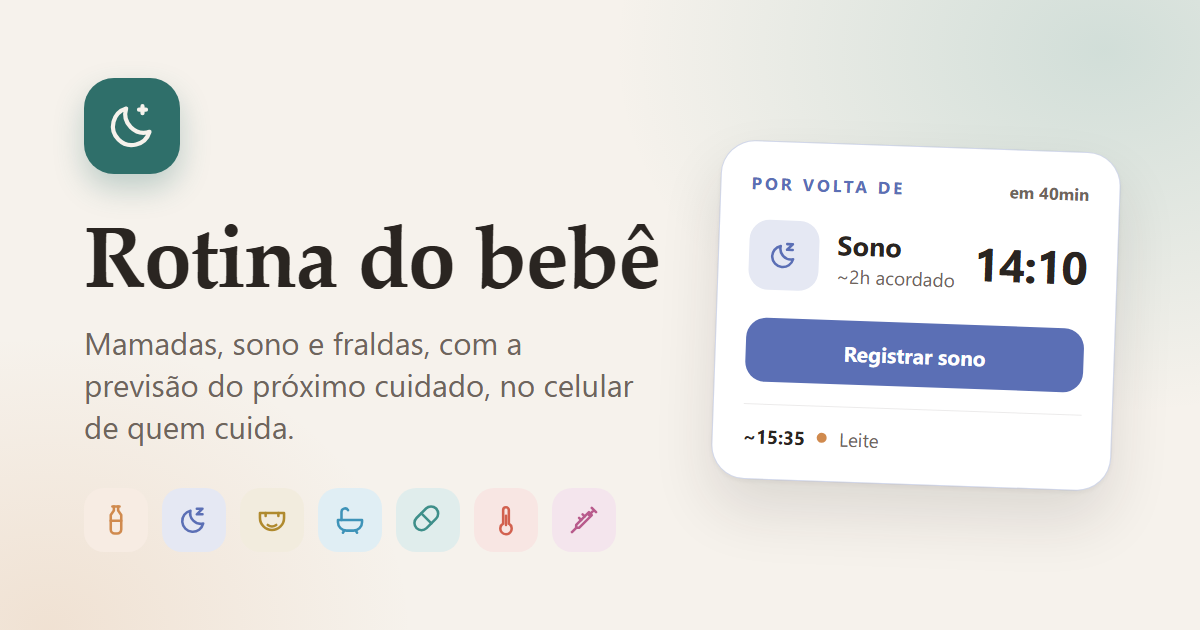 Rotina do bebê
Mamadas, sono e fraldas, com a
previsão do próximo cuidado, no celular
de quem cuida.
POR VOLTA DE
em 40min
Sono
~2h acordado
14:10
Registrar sono
~15:35
Leite